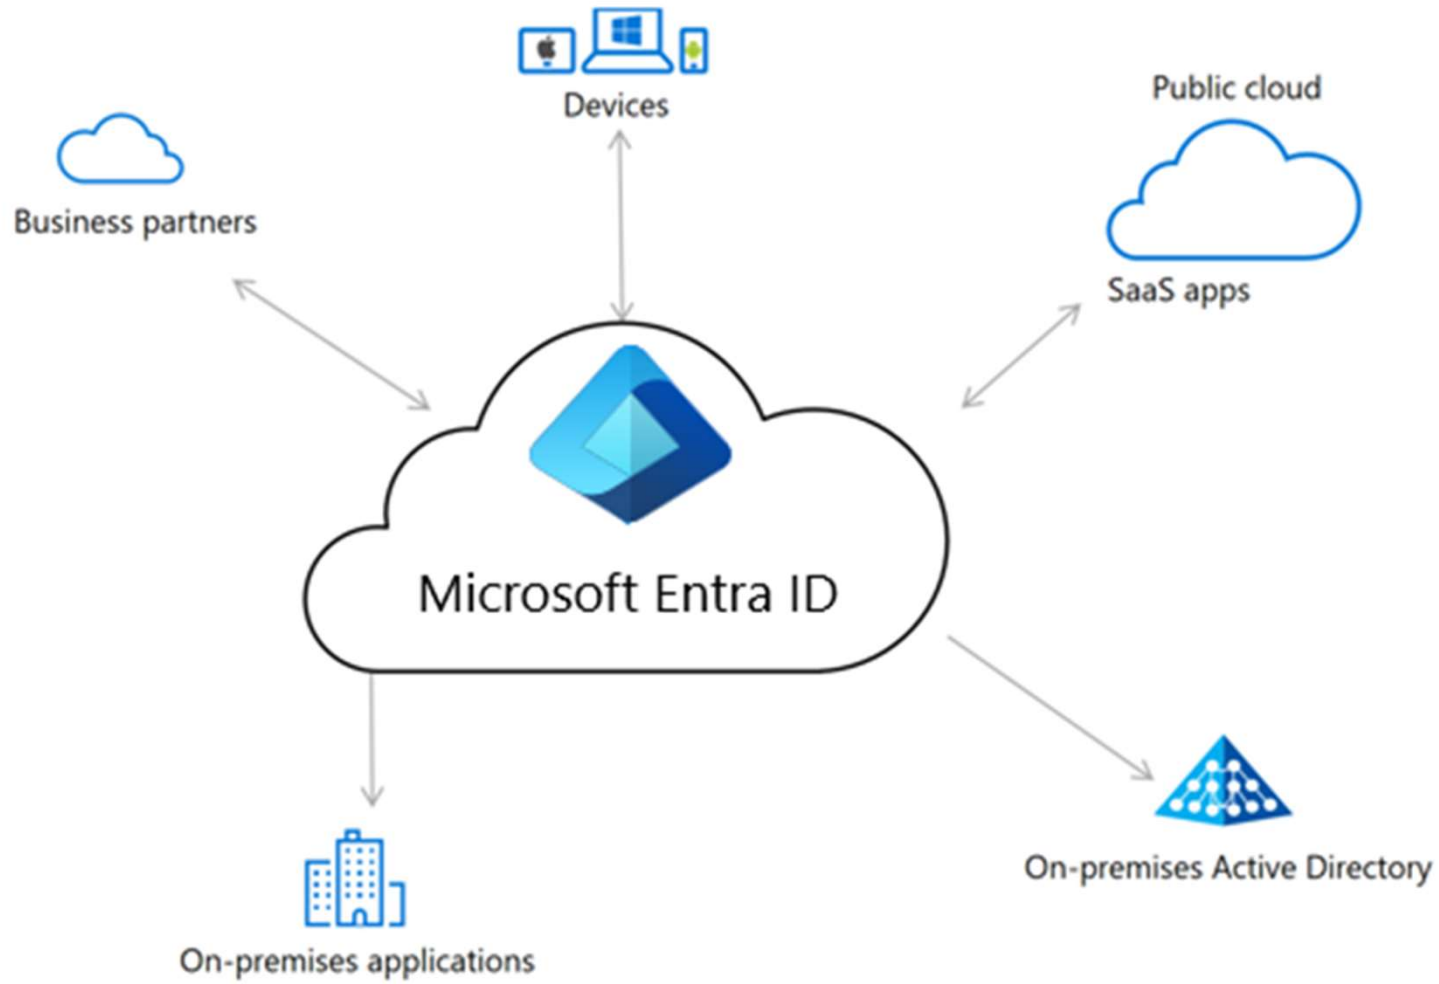 Devices
Public cloud
Business partners
SaaS apps
Microsoft Entra ID
On-premises Active Directory
On-premises applications